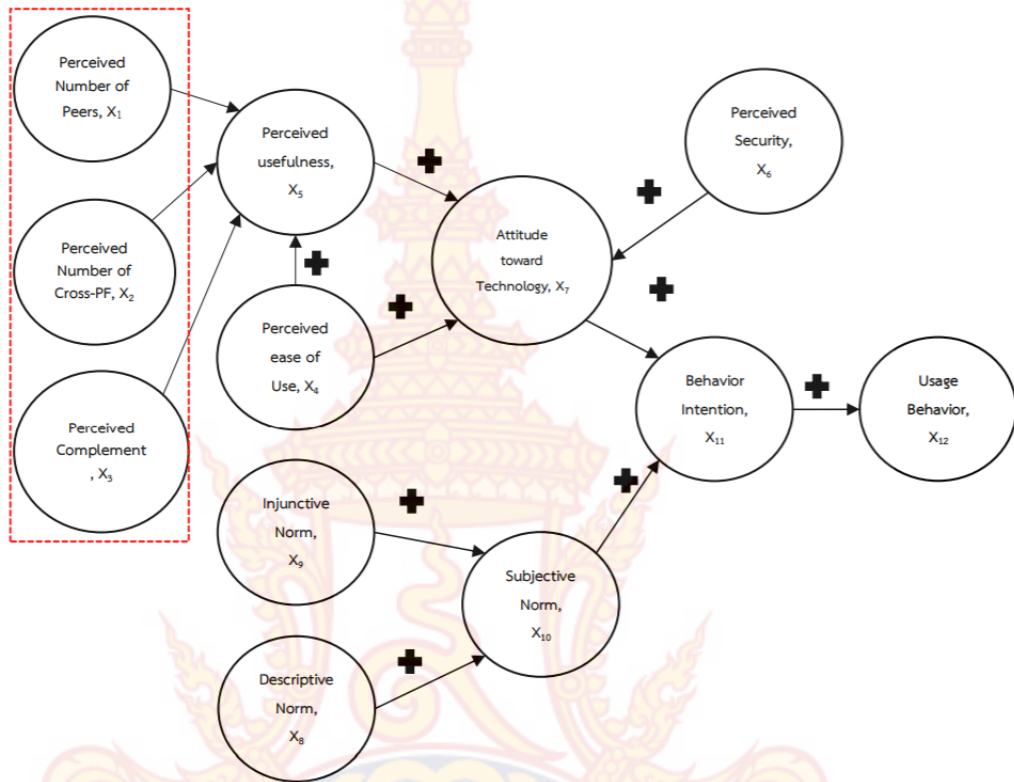 Perceived
Number of
Peers, X₁
Perceived
Number of
Cross-PF, X₂
Perceived
Complement
, X₃
Perceived
usefulness,
X₅
Perceived
ease of
Use, X₄
Injunctive
Norm,
X₉
Descriptive
Norm,
X₈
Attitude
toward
Technology, X₇
Subjective
Norm,
X₁₀
Perceived
Security,
X₆
Behavior
Intention,
X₁₁
Usage
Behavior,
X₁₂